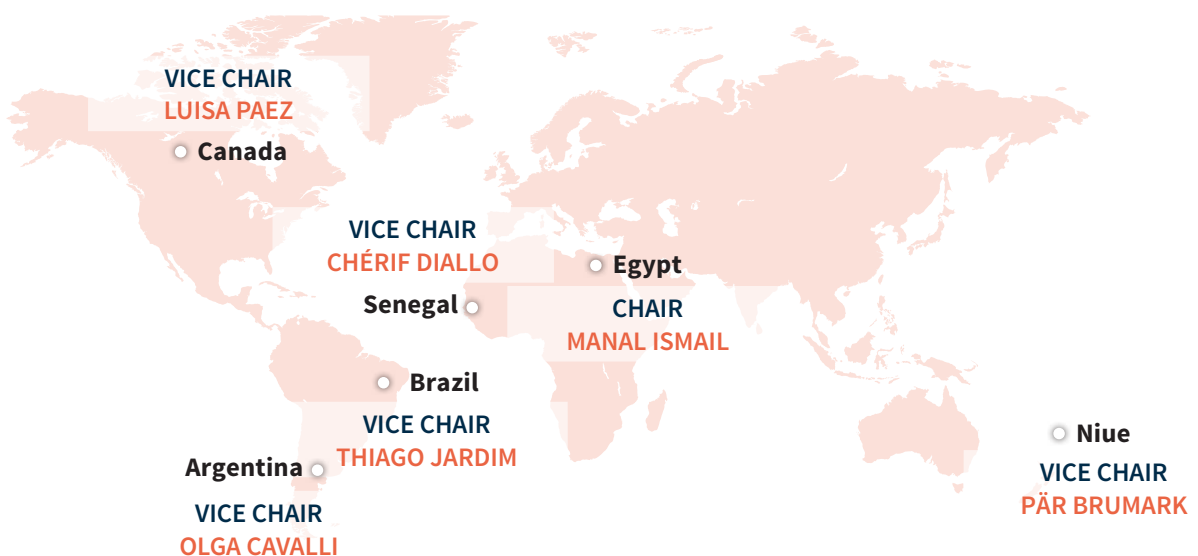 VICE CHAIR
LUISA PAEZ
Canada
VICE CHAIR
CHÉRIF DIALLO
Senegal
Egypt
CHAIR
MANAL ISMAIL
Brazil
VICE CHAIR
THIAGO JARDIM
Argentina
VICE CHAIR
OLGA CAVALLI
Niue
VICE CHAIR
PÄR BRUMARK